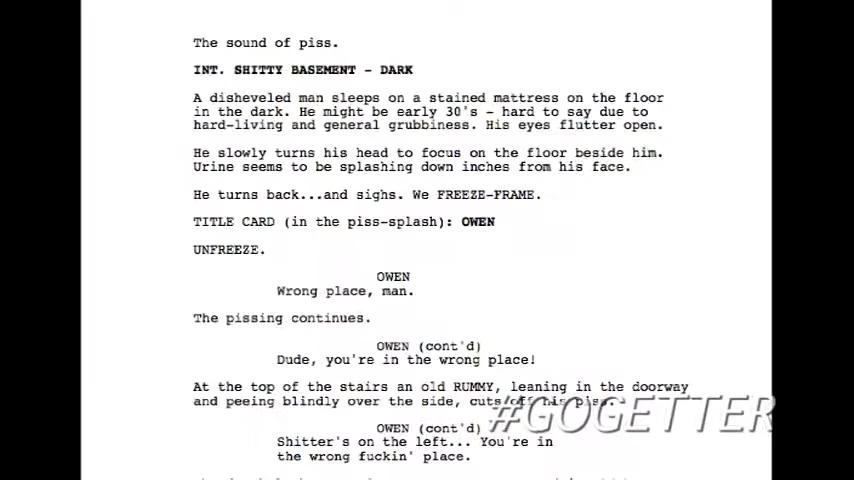 The sound of piss.
INT. SHITTY BASEMENT - DARK
A disheveled man sleeps on a stained mattress on the floor
in the dark. He might be early 30's - hard to say due to
hard-living and general grubbiness. His eyes flutter open.
He slowly turns his head to focus on the floor beside him.
Urine seems to be splashing down inches from his face.
He turns back...and sighs. We FREEZE-FRAME.
TITLE CARD (in the piss-splash): OWEN
UNFREEZE.
OWEN
Wrong place, man.
The pissing continues.
OWEN (cont'd)
Dude, you're in the wrong place!
At the top of the stairs an old RUMMY, leaning in the doorway
and peeing blindly over the side, cuts off his piss.
#GOGETTER
OWEN (cont'd)
Shitter's on the left... You're in
the wrong fuckin' place.